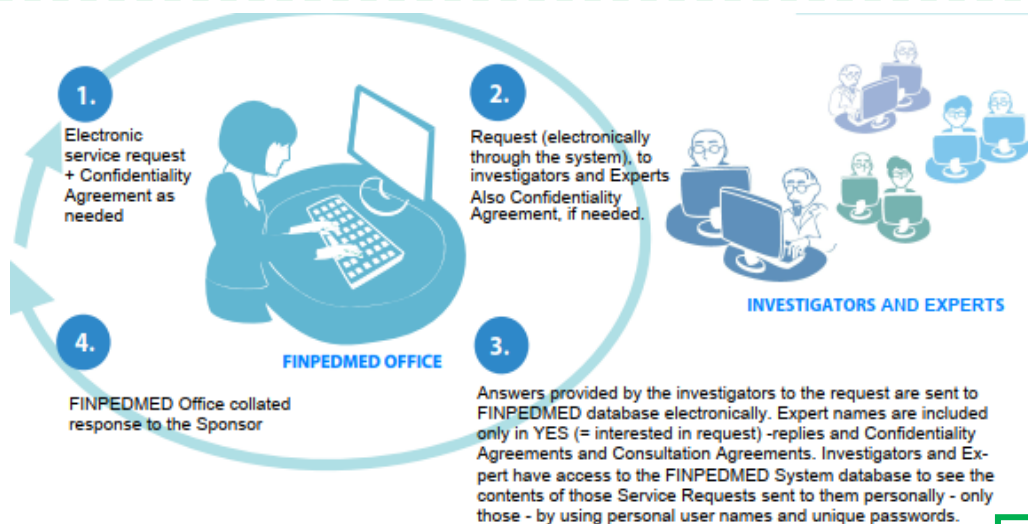 1.
Electronic
service request
+ Confidentiality
Agreement as
needed
2.
Request (electronically
through the system), to
investigators and Experts
Also Confidentiality
Agreement, if needed.
INVESTIGATORS AND EXPERTS
FINPEDMED OFFICE
3.
Answers provided by the investigators to the request are sent to
FINPEDMED database electronically. Expert names are included
only in YES (= interested in request) -replies and Confidentiality
Agreements and Consultation Agreements. Investigators and Ex-
pert have access to the FINPEDMED System database to see the
contents of those Service Requests sent to them personally - only
those - by using personal user names and unique passwords.
4.
FINPEDMED Office collated
response to the Sponsor